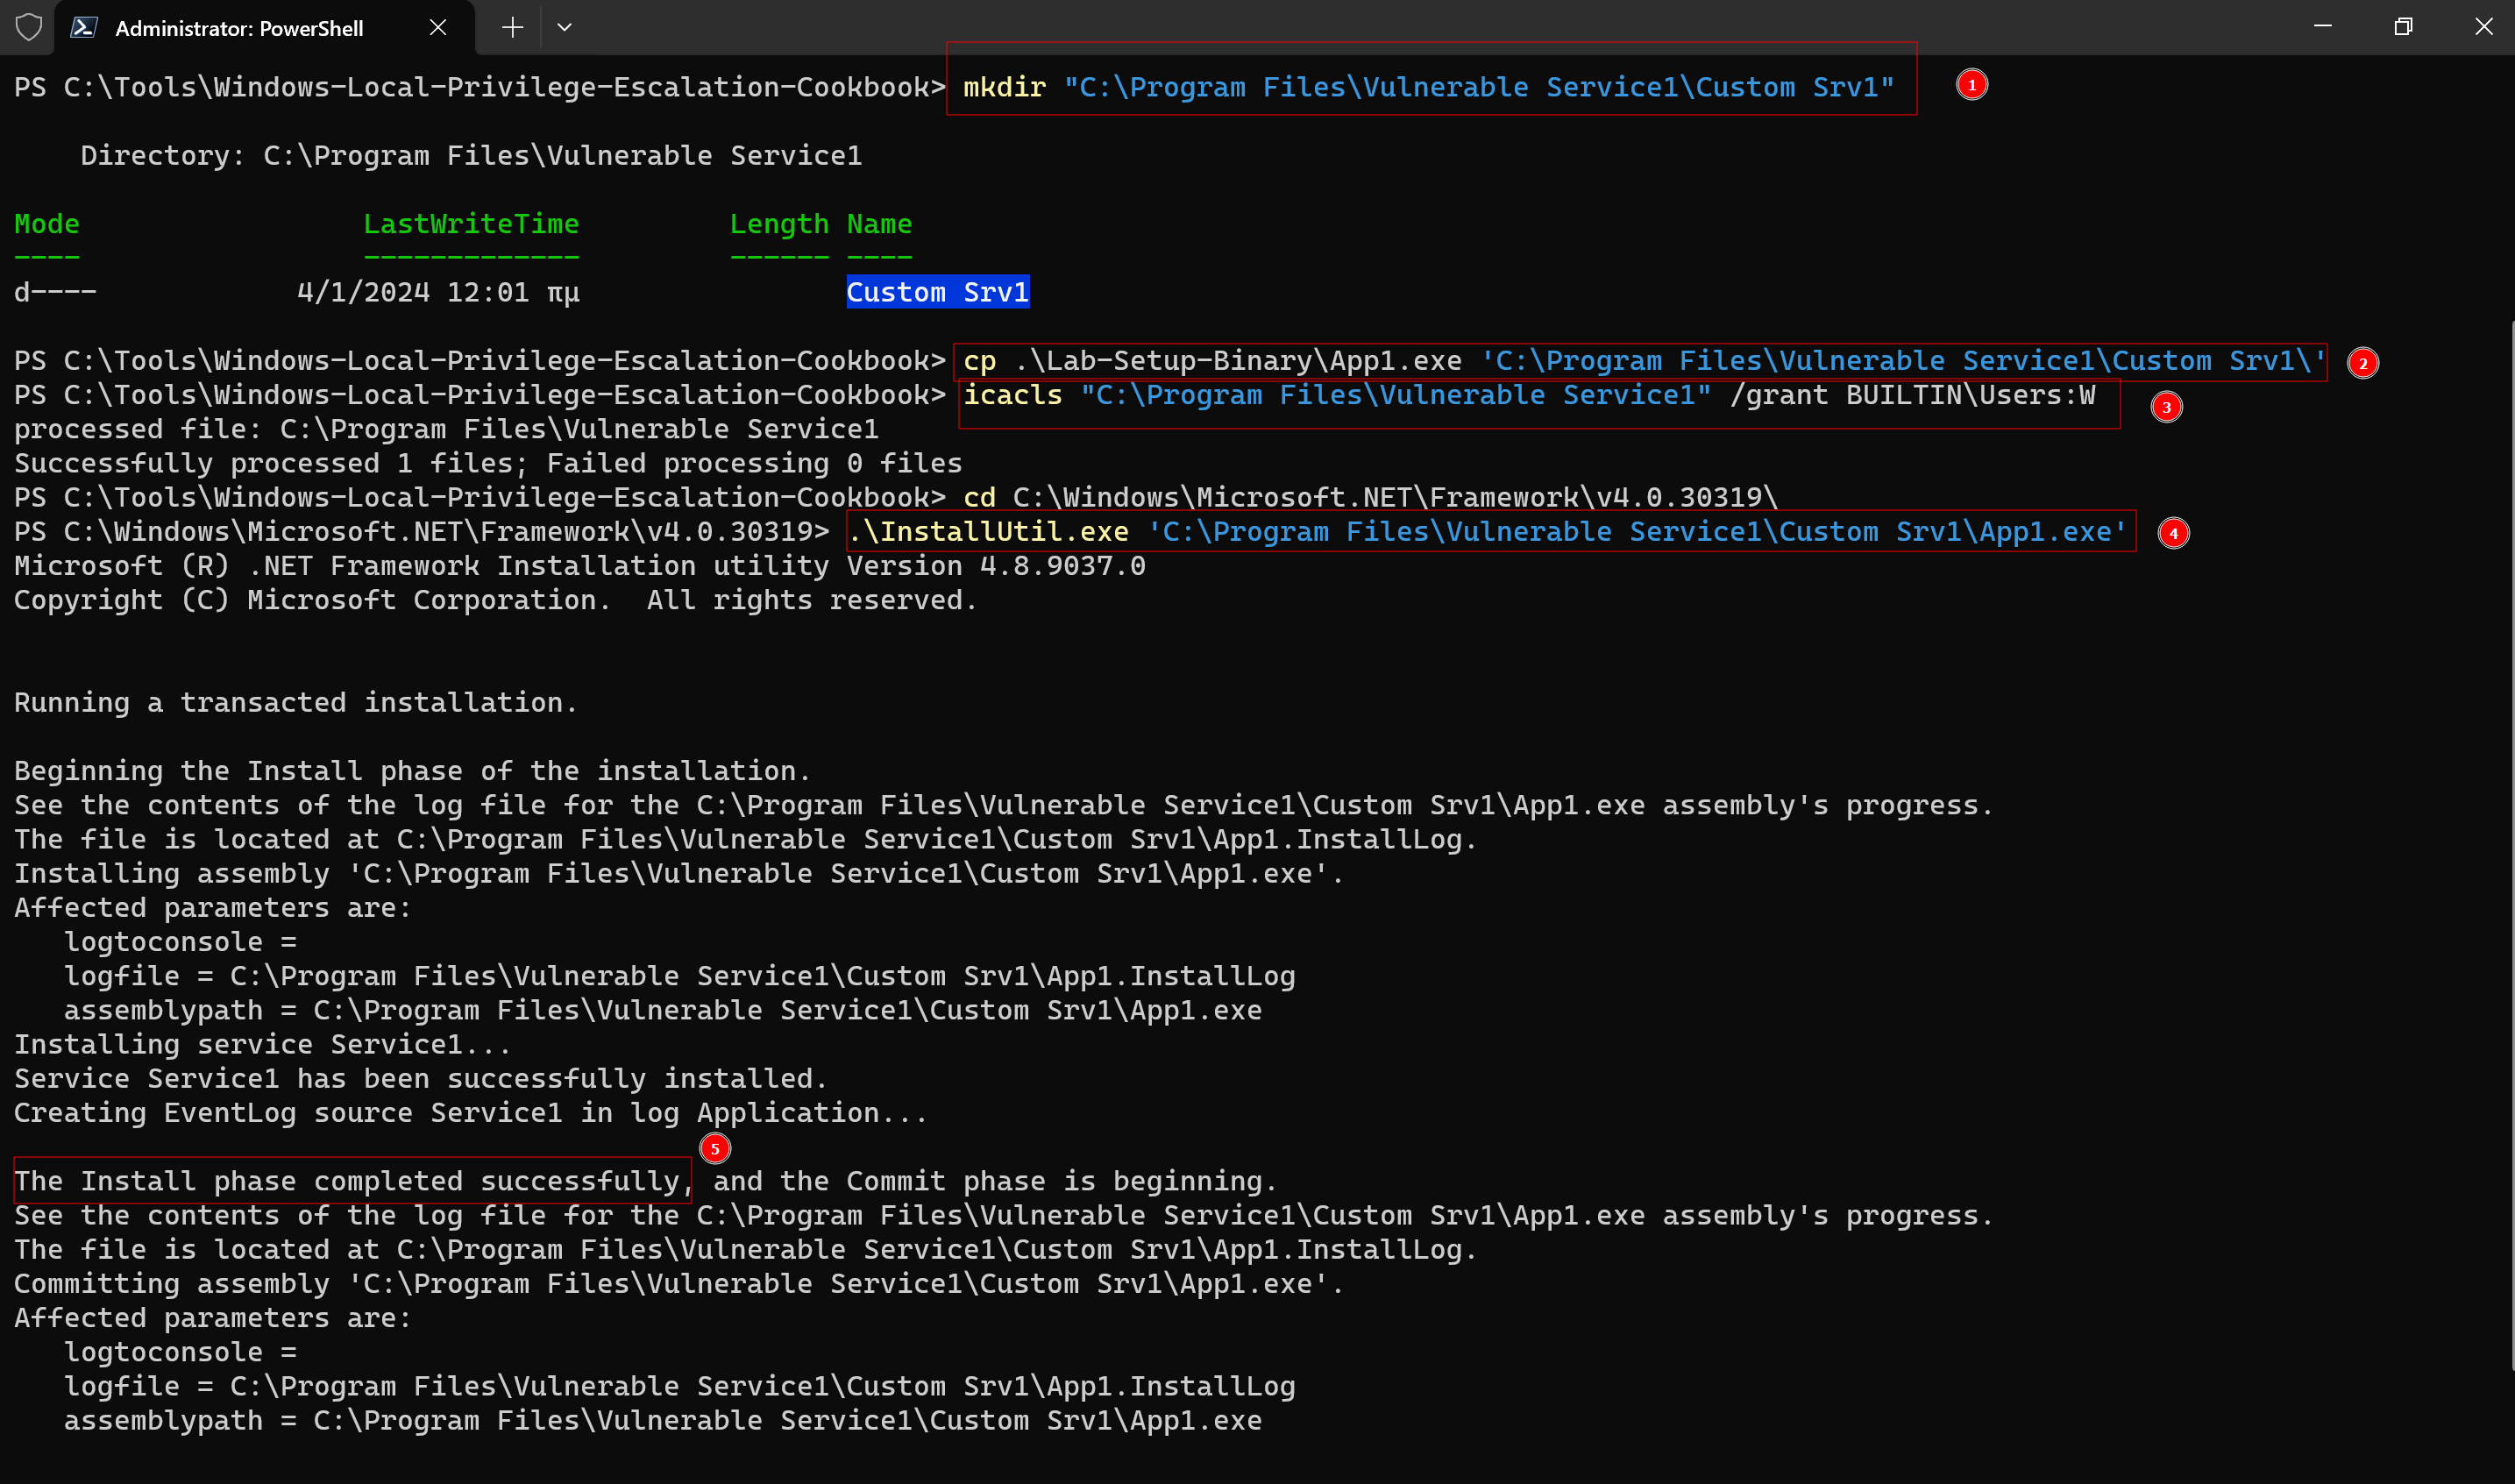 Administrator: PowerShell
PS C:\Tools\Windows-Local-Privilege-Escalation-Cookbook> mkdir "C:\Program Files\Vulnerable Service1\Custom Srv1"
1
Directory: C:\Program Files\Vulnerable Service1
Mode LastWriteTime Length Name
---- ------------- ------ ----
d---- 4/1/2024 12:01 πμ Custom Srv1
PS C:\Tools\Windows-Local-Privilege-Escalation-Cookbook> cp .\Lab-Setup-Binary\App1.exe 'C:\Program Files\Vulnerable Service1\Custom Srv1\'
2
PS C:\Tools\Windows-Local-Privilege-Escalation-Cookbook> icacls "C:\Program Files\Vulnerable Service1" /grant BUILTIN\Users:W
3
processed file: C:\Program Files\Vulnerable Service1
Successfully processed 1 files; Failed processing 0 files
PS C:\Tools\Windows-Local-Privilege-Escalation-Cookbook> cd C:\Windows\Microsoft.NET\Framework\v4.0.30319\
PS C:\Windows\Microsoft.NET\Framework\v4.0.30319> .\InstallUtil.exe 'C:\Program Files\Vulnerable Service1\Custom Srv1\App1.exe'
4
Microsoft (R) .NET Framework Installation utility Version 4.8.9037.0
Copyright (C) Microsoft Corporation.  All rights reserved.
Running a transacted installation.
Beginning the Install phase of the installation.
See the contents of the log file for the C:\Program Files\Vulnerable Service1\Custom Srv1\App1.exe assembly's progress.
The file is located at C:\Program Files\Vulnerable Service1\Custom Srv1\App1.InstallLog.
Installing assembly 'C:\Program Files\Vulnerable Service1\Custom Srv1\App1.exe'.
Affected parameters are:
logtoconsole =
logfile = C:\Program Files\Vulnerable Service1\Custom Srv1\App1.InstallLog
assemblypath = C:\Program Files\Vulnerable Service1\Custom Srv1\App1.exe
Installing service Service1...
Service Service1 has been successfully installed.
Creating EventLog source Service1 in log Application...
5
The Install phase completed successfully, and the Commit phase is beginning.
See the contents of the log file for the C:\Program Files\Vulnerable Service1\Custom Srv1\App1.exe assembly's progress.
The file is located at C:\Program Files\Vulnerable Service1\Custom Srv1\App1.InstallLog.
Committing assembly 'C:\Program Files\Vulnerable Service1\Custom Srv1\App1.exe'.
Affected parameters are:
logtoconsole =
logfile = C:\Program Files\Vulnerable Service1\Custom Srv1\App1.InstallLog
assemblypath = C:\Program Files\Vulnerable Service1\Custom Srv1\App1.exe